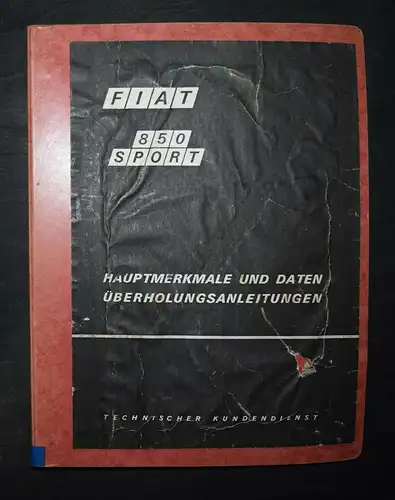 FIAT
850
SPORT
HAUPTMERKMALE UND DATEN
ÜBERHOLUNGSANLEITUNGEN
TECHNISCHER KUNDENDIENST